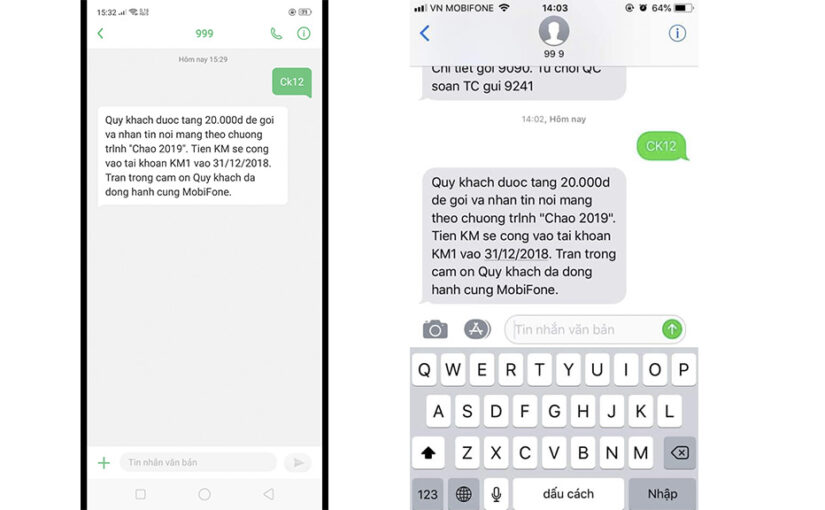 15:32
999
Hôm nay 15:29
Ck12
Quy khach duoc tang 20.000d de goi
va nhan tin noi mang theo chuong
trInh "Chao 2019". Tien KM se cong
vao tai khoan KM1 vao 31/12/2018.
Tran trong cam on Quy khach da
dong hanh cung MobiFone.
Tin nhắn văn bản
VN MOBIFONE 14:03 64%
99 9
Chi tiet goi 9090. Tu choi QC
soan TC gui 9241
14:02, Hôm nay
CK12
Quy khach duoc tang 20.000d
de goi va nhan tin noi mang
theo chuong trInh "Chao 2019".
Tien KM se cong vao tai khoan
KM1 vao 31/12/2018. Tran trong
cam on Quy khach da dong
hanh cung MobiFone.
Tin nhắn văn bản
Q W E R T Y U I O P
A S D F G H J K L
Z X C V B N M
123 dấu cách Nhập